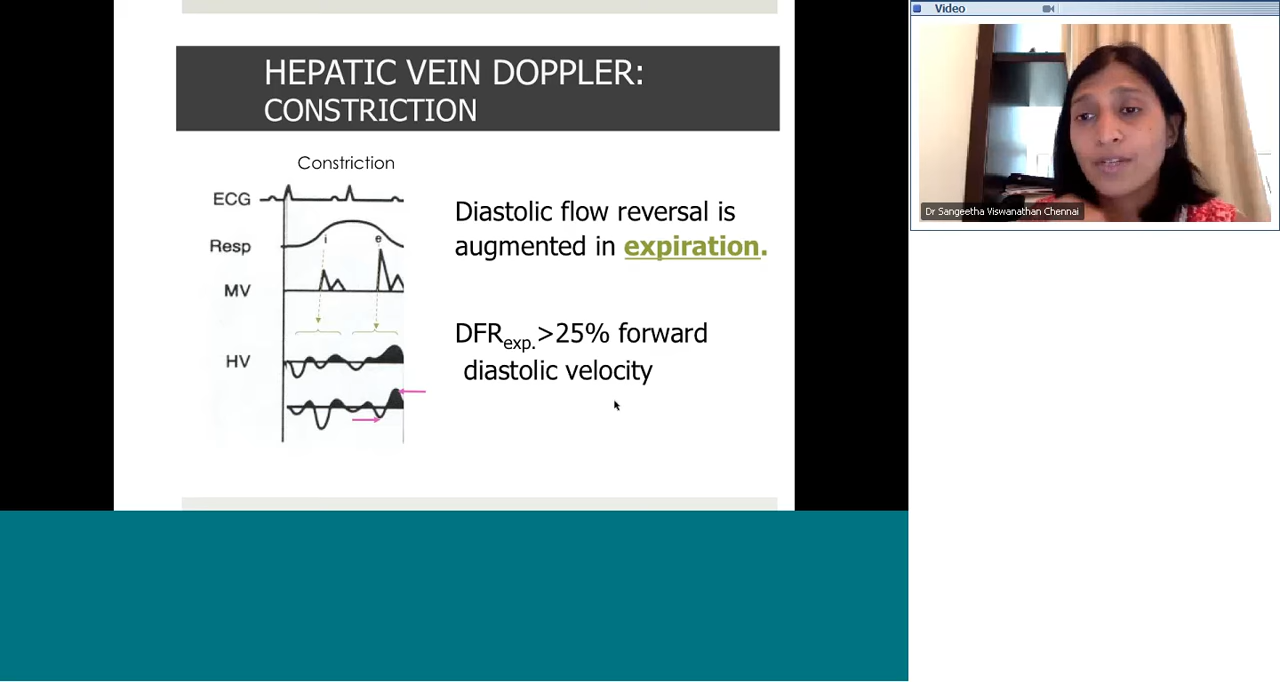 Video
HEPATIC VEIN DOPPLER:
CONSTRICTION
Constriction
ECG
Resp
i
e
MV
HV
Diastolic flow reversal is
augmented in expiration.
DFRexp.>25% forward
diastolic velocity
Dr Sangeetha Viswanathan Chennai